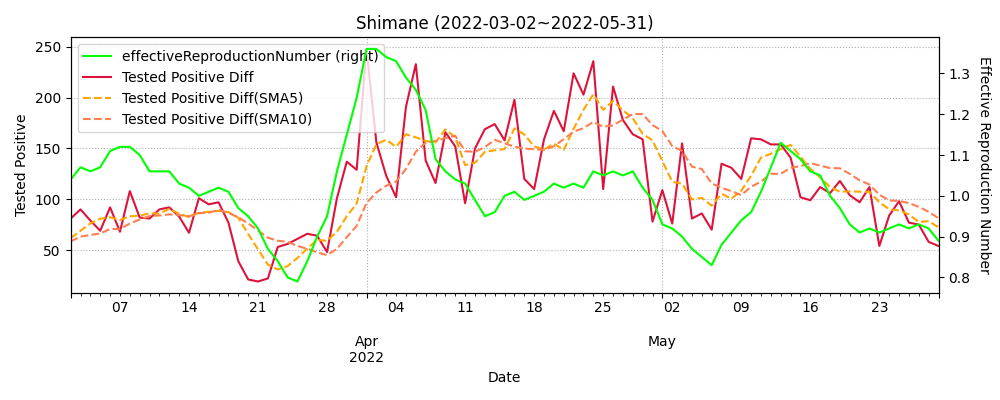 Shimane (2022-03-02~2022-05-31)
effectiveReproductionNumber (right)
Tested Positive Diff
Tested Positive Diff(SMA5)
Tested Positive Diff(SMA10)
Tested Positive
250
200
150
100
50
Effective Reproduction Number
1.3
1.2
1.1
1.0
0.9
0.8
07 14 21 28 04 11 18 25 02 09 16 23
Apr May
2022
Date